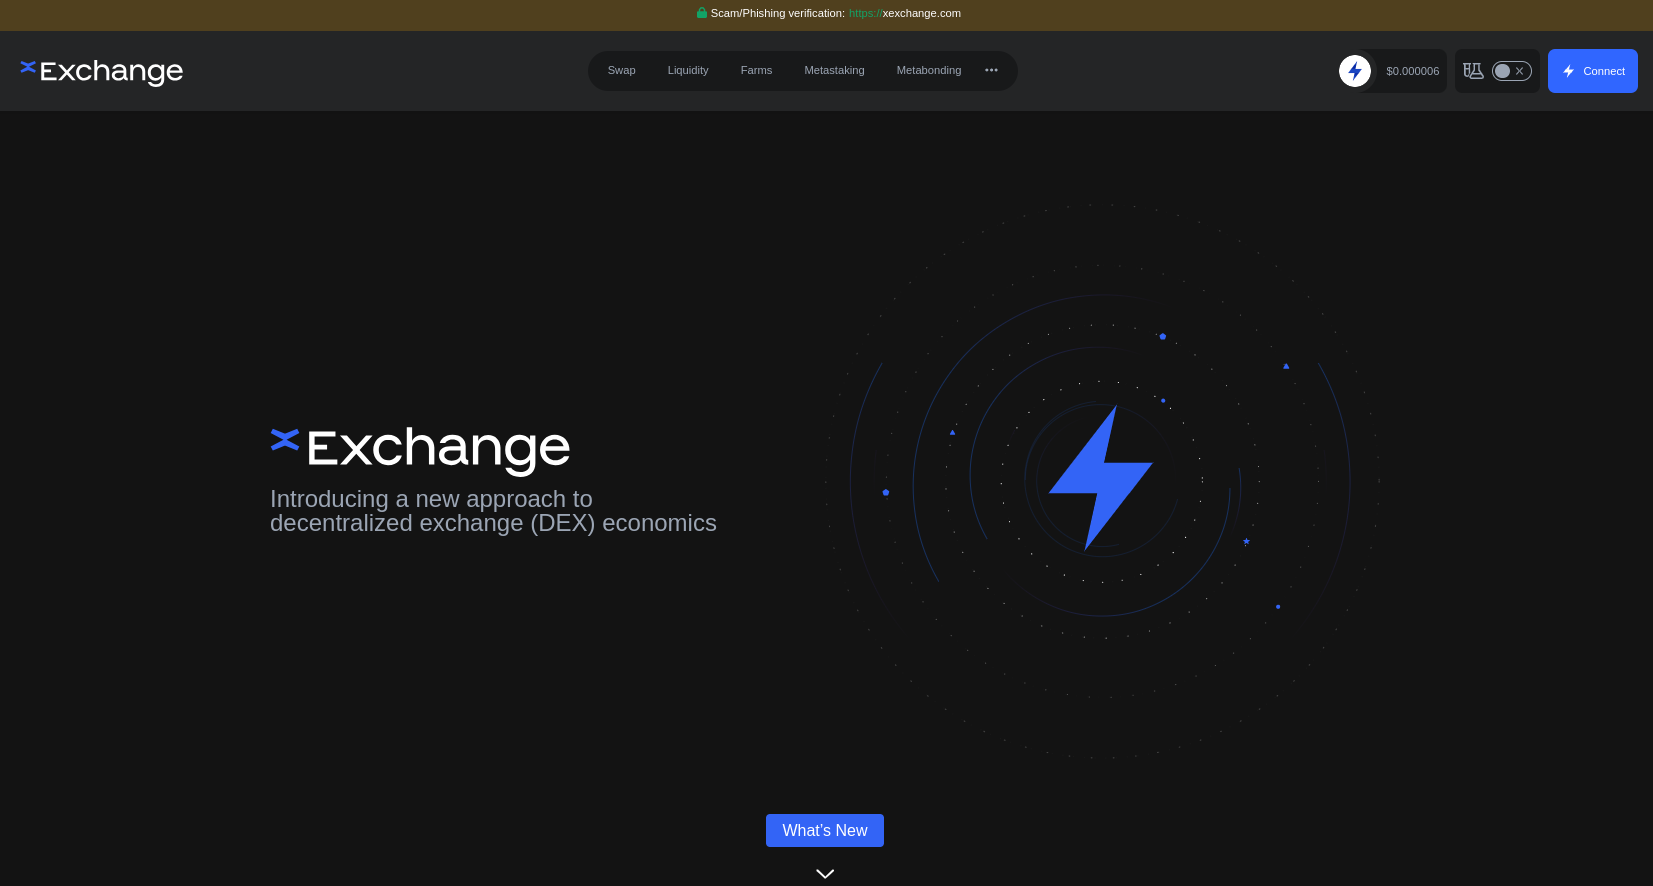 Scam/Phishing verification: https://xexchange.com
xExchange
Swap
Liquidity
Farms
Metastaking
Metabonding
$0.000006
Connect
xExchange
Introducing a new approach to
decentralized exchange (DEX) economics
What's New